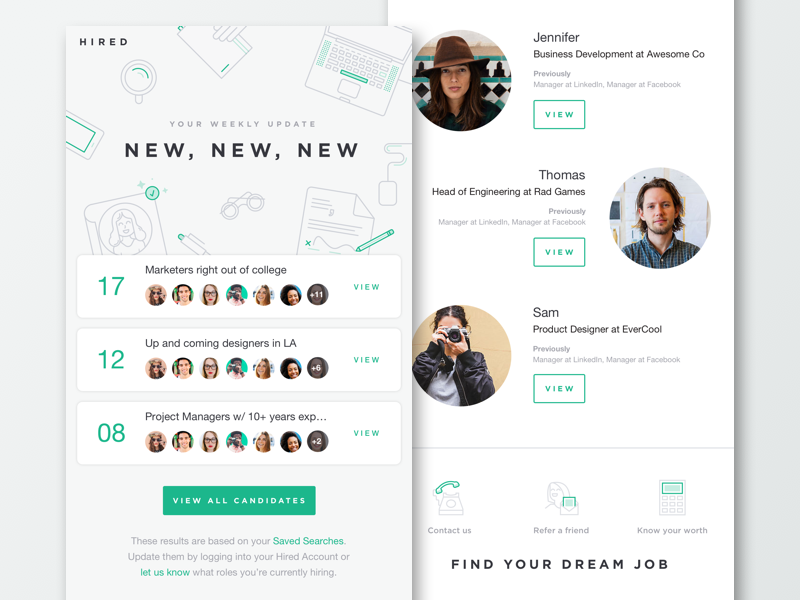 HIRED
YOUR WEEKLY UPDATE
NEW, NEW, NEW
17
Marketers right out of college
+11
VIEW
12
Up and coming designers in LA
+6
VIEW
08
Project Managers w/ 10+ years exp…
+2
VIEW
VIEW ALL CANDIDATES
These results are based on your Saved Searches.
Update them by logging into your Hired Account or
let us know what roles you're currently hiring.
Jennifer
Business Development at Awesome Co
Previously
Manager at LinkedIn, Manager at Facebook
VIEW
Thomas
Head of Engineering at Rad Games
Previously
Manager at LinkedIn, Manager at Facebook
VIEW
Sam
Product Designer at EverCool
Previously
Manager at LinkedIn, Manager at Facebook
VIEW
Contact us
Refer a friend
Know your worth
FIND YOUR DREAM JOB